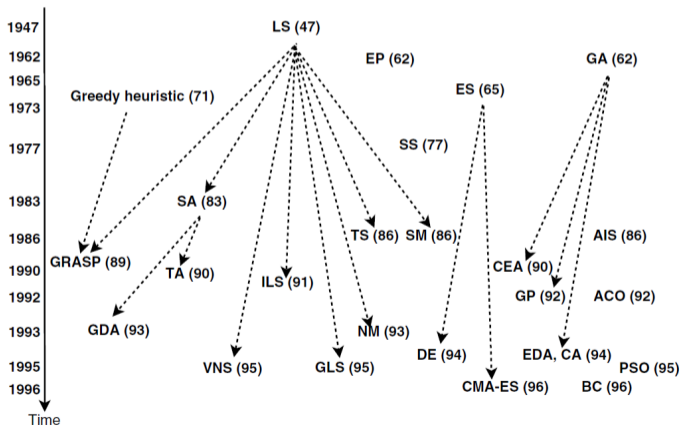 1947
LS (47)
1962
EP (62)
GA (62)
1965
ES (65)
Greedy heuristic (71)
1973
1977
SS (77)
1983
SA (83)
1986
TS (86)
SM (86)
AIS (86)
GRASP (89)
1990
TA (90)
CEA (90)
ILS (91)
1992
GP (92)
ACO (92)
1993
GDA (93)
NM (93)
DE (94)
EDA, CA (94)
1995
VNS (95)
GLS (95)
PSO (95)
1996
CMA-ES (96)
BC (96)
Time